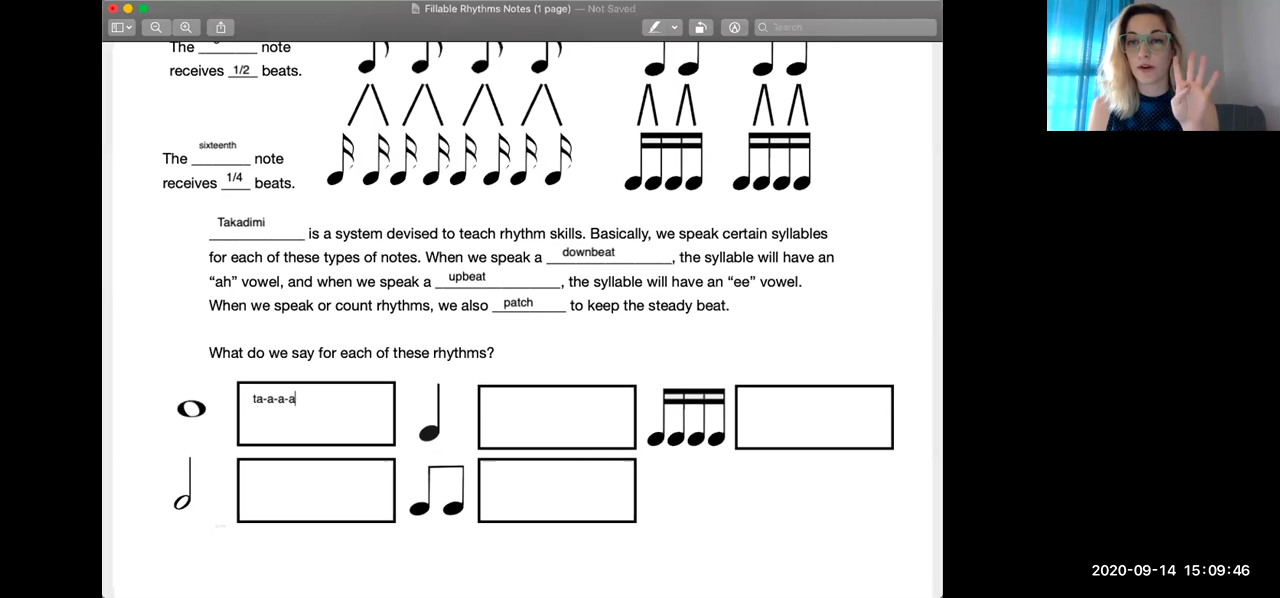 Fillable Rhythms Notes (1 page) — Not Saved
Search
The ________ note
receives 1/2 beats.
The sixteenth note
receives 1/4 beats.
Takadimi is a system devised to teach rhythm skills. Basically, we speak certain syllables
for each of these types of notes. When we speak a downbeat, the syllable will have an
“ah” vowel, and when we speak a upbeat, the syllable will have an “ee” vowel.
When we speak or count rhythms, we also patch to keep the steady beat.
What do we say for each of these rhythms?
ta-a-a-a
2020-09-14 15:09:46